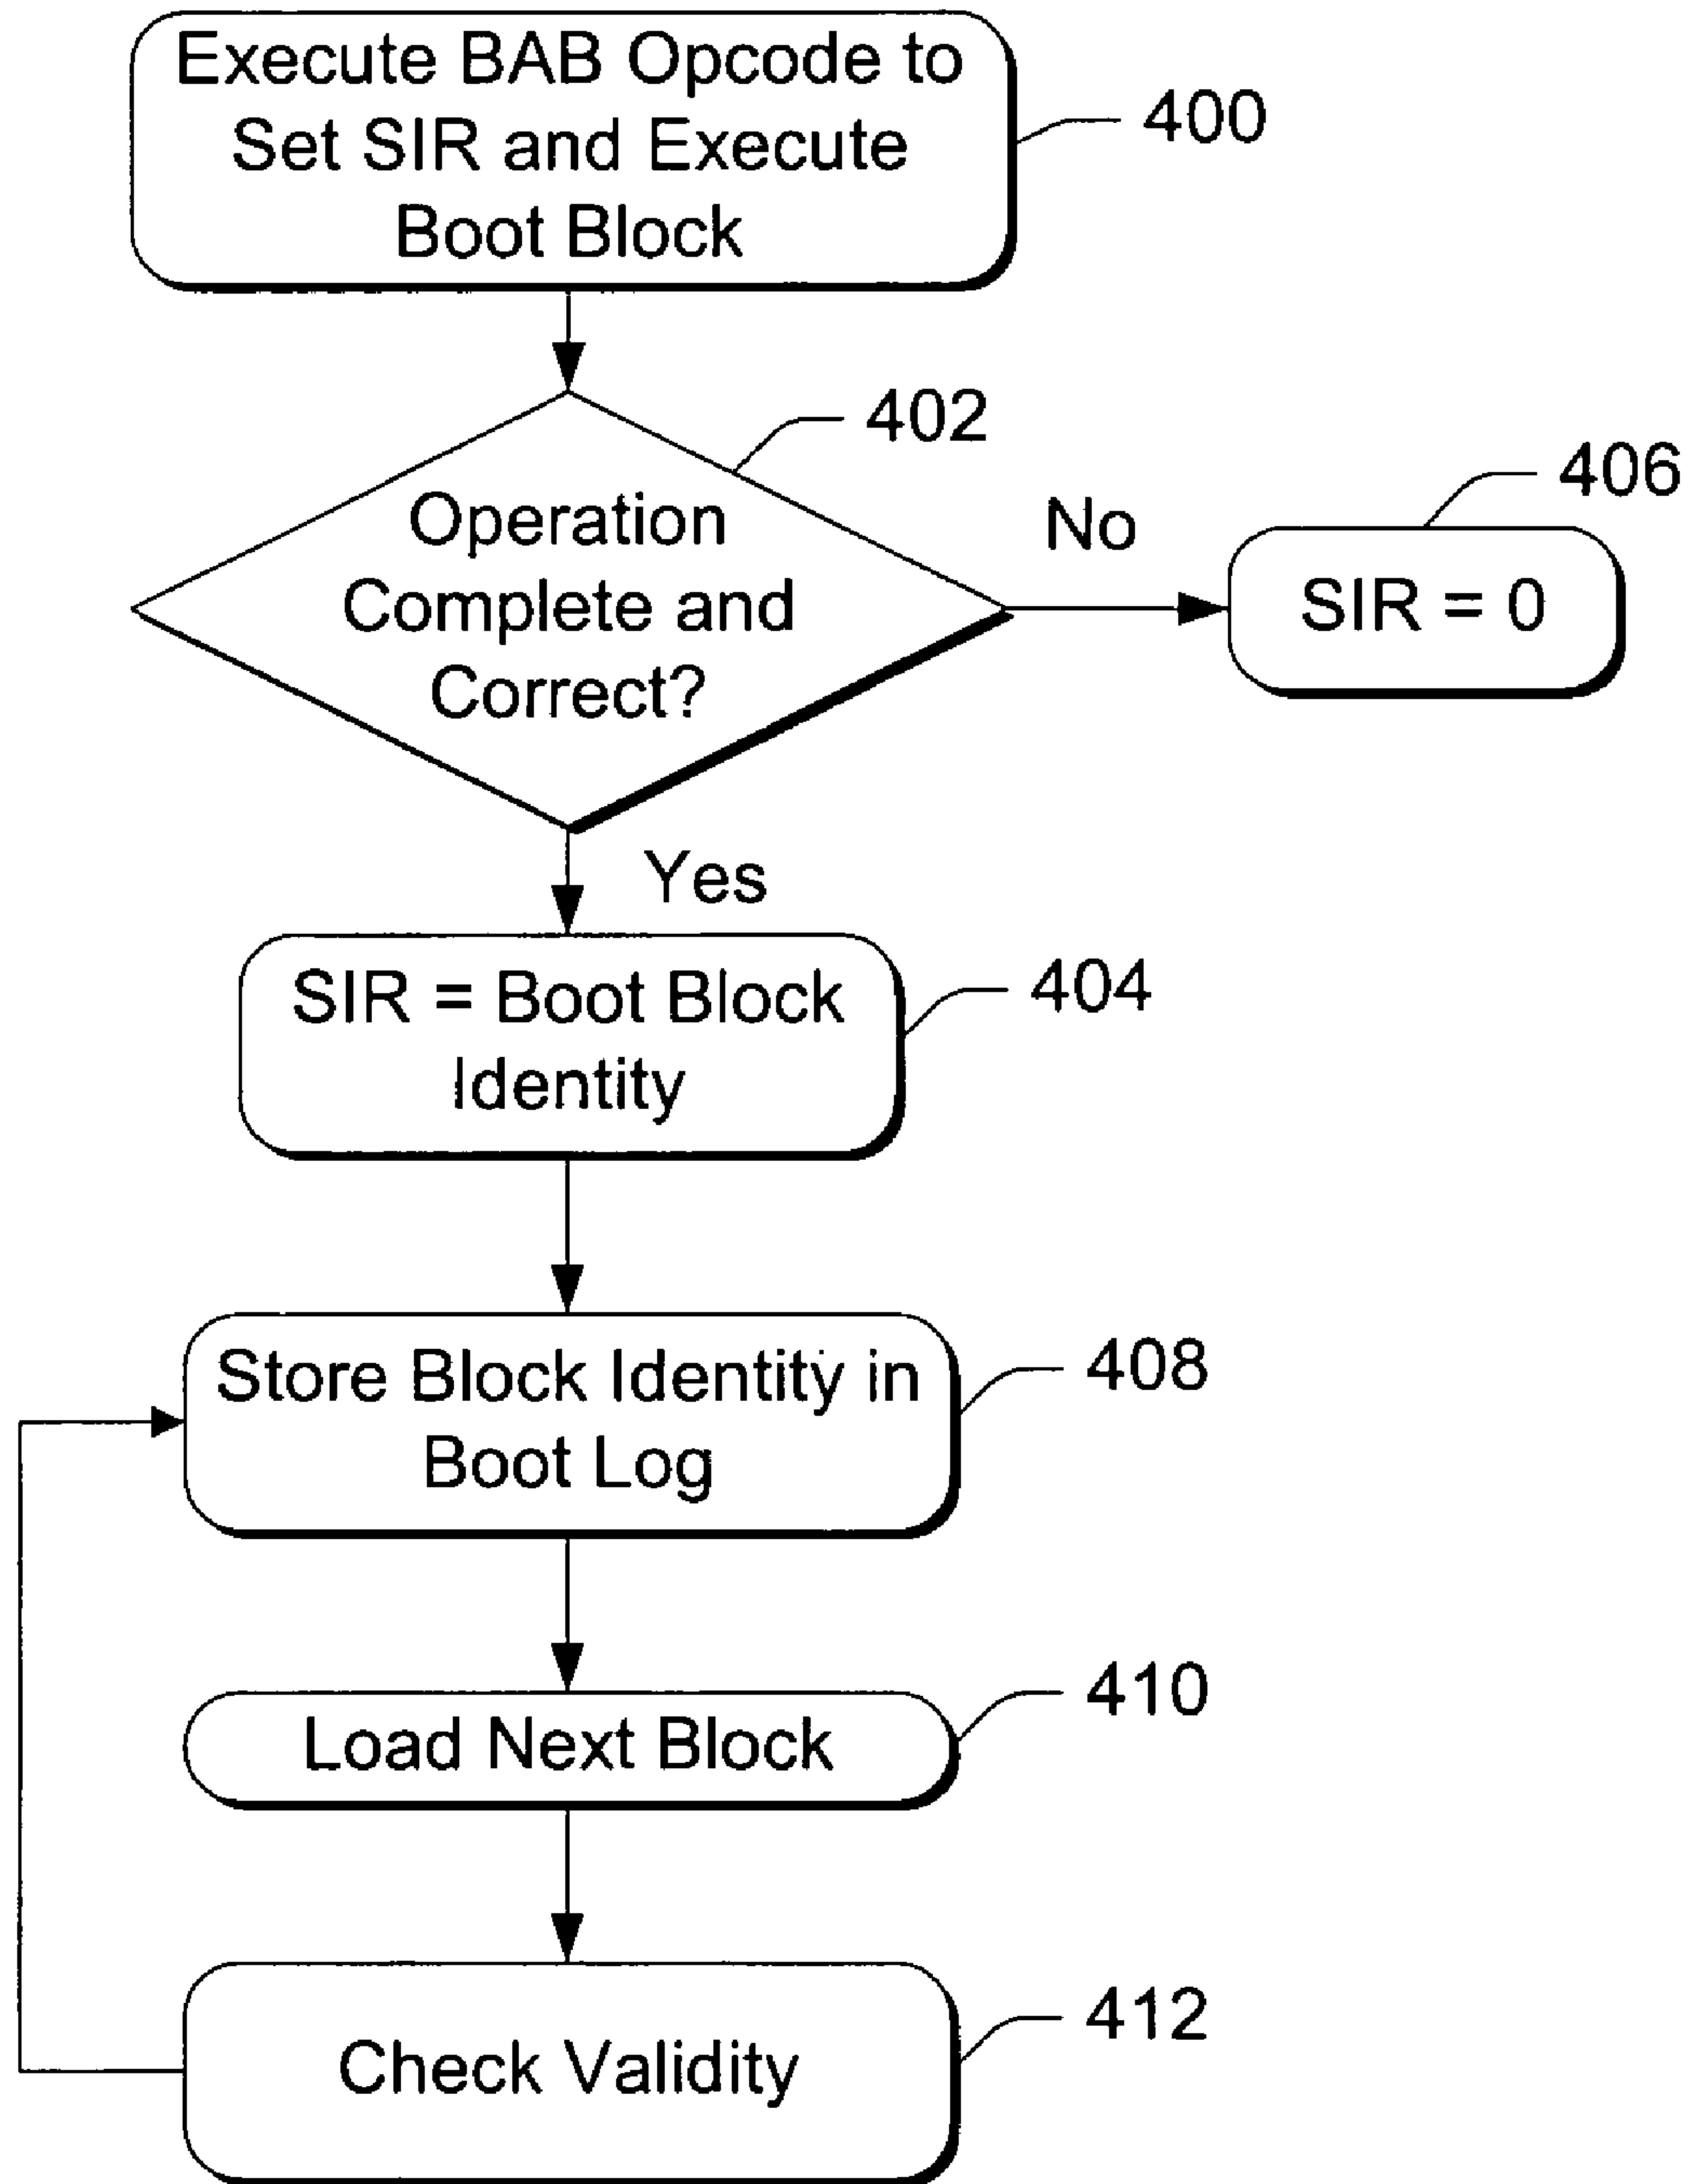 Execute BAB Opcode to
Set SIR and Execute
Boot Block
400
402
Operation
Complete and
Correct?
No
406
SIR = 0
Yes
SIR = Boot Block
Identity
404
Store Block Identity in
Boot Log
408
Load Next Block
410
Check Validity
412